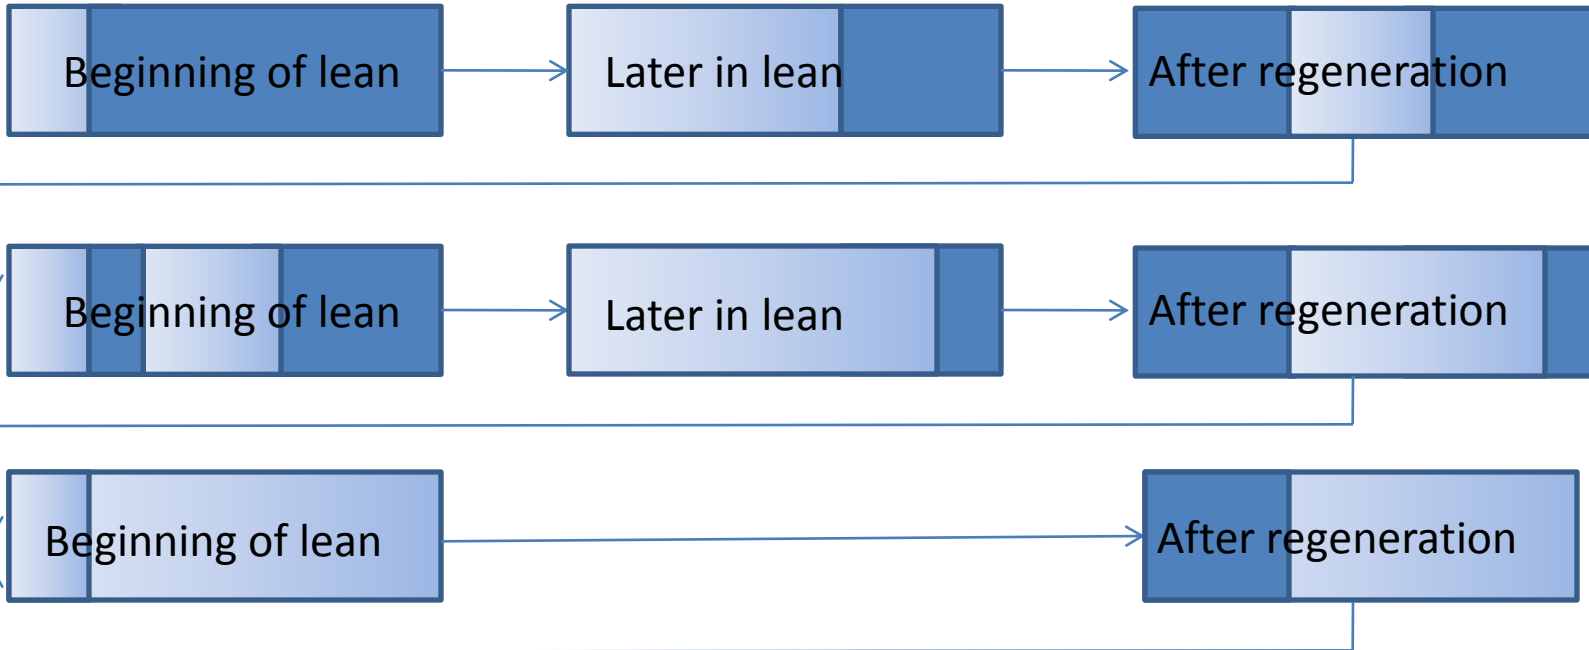 Beginning of lean
Later in lean
After regeneration
Beginning of lean
Later in lean
After regeneration
Beginning of lean
After regeneration